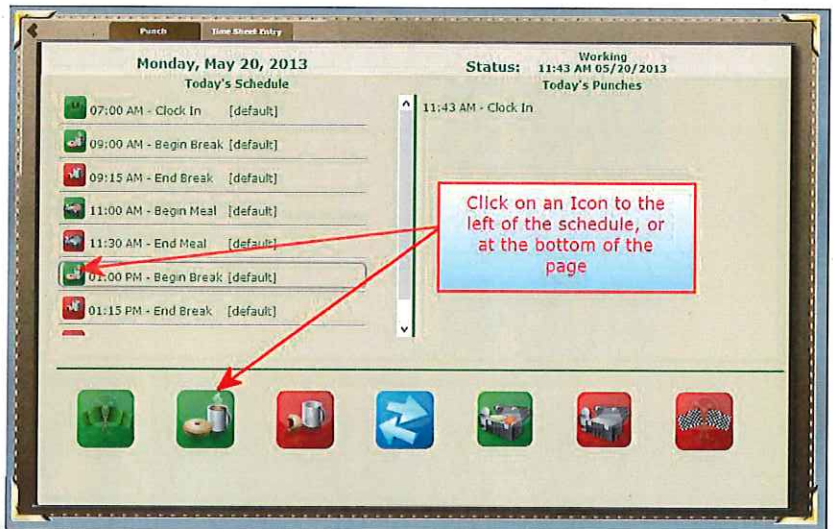 Punch Time Sheet Entry
Monday, May 20, 2013
Today's Schedule
07:00 AM - Clock In [default]
09:00 AM - Begin Break [default]
09:15 AM - End Break [default]
11:00 AM - Begin Meal [default]
11:30 AM - End Meal [default]
01:00 PM - Begin Break [default]
01:15 PM - End Break [default]
Status: Working
11:43 AM 05/20/2013
Today's Punches
11:43 AM - Clock In
Click on an Icon to the
left of the schedule, or
at the bottom of the
page